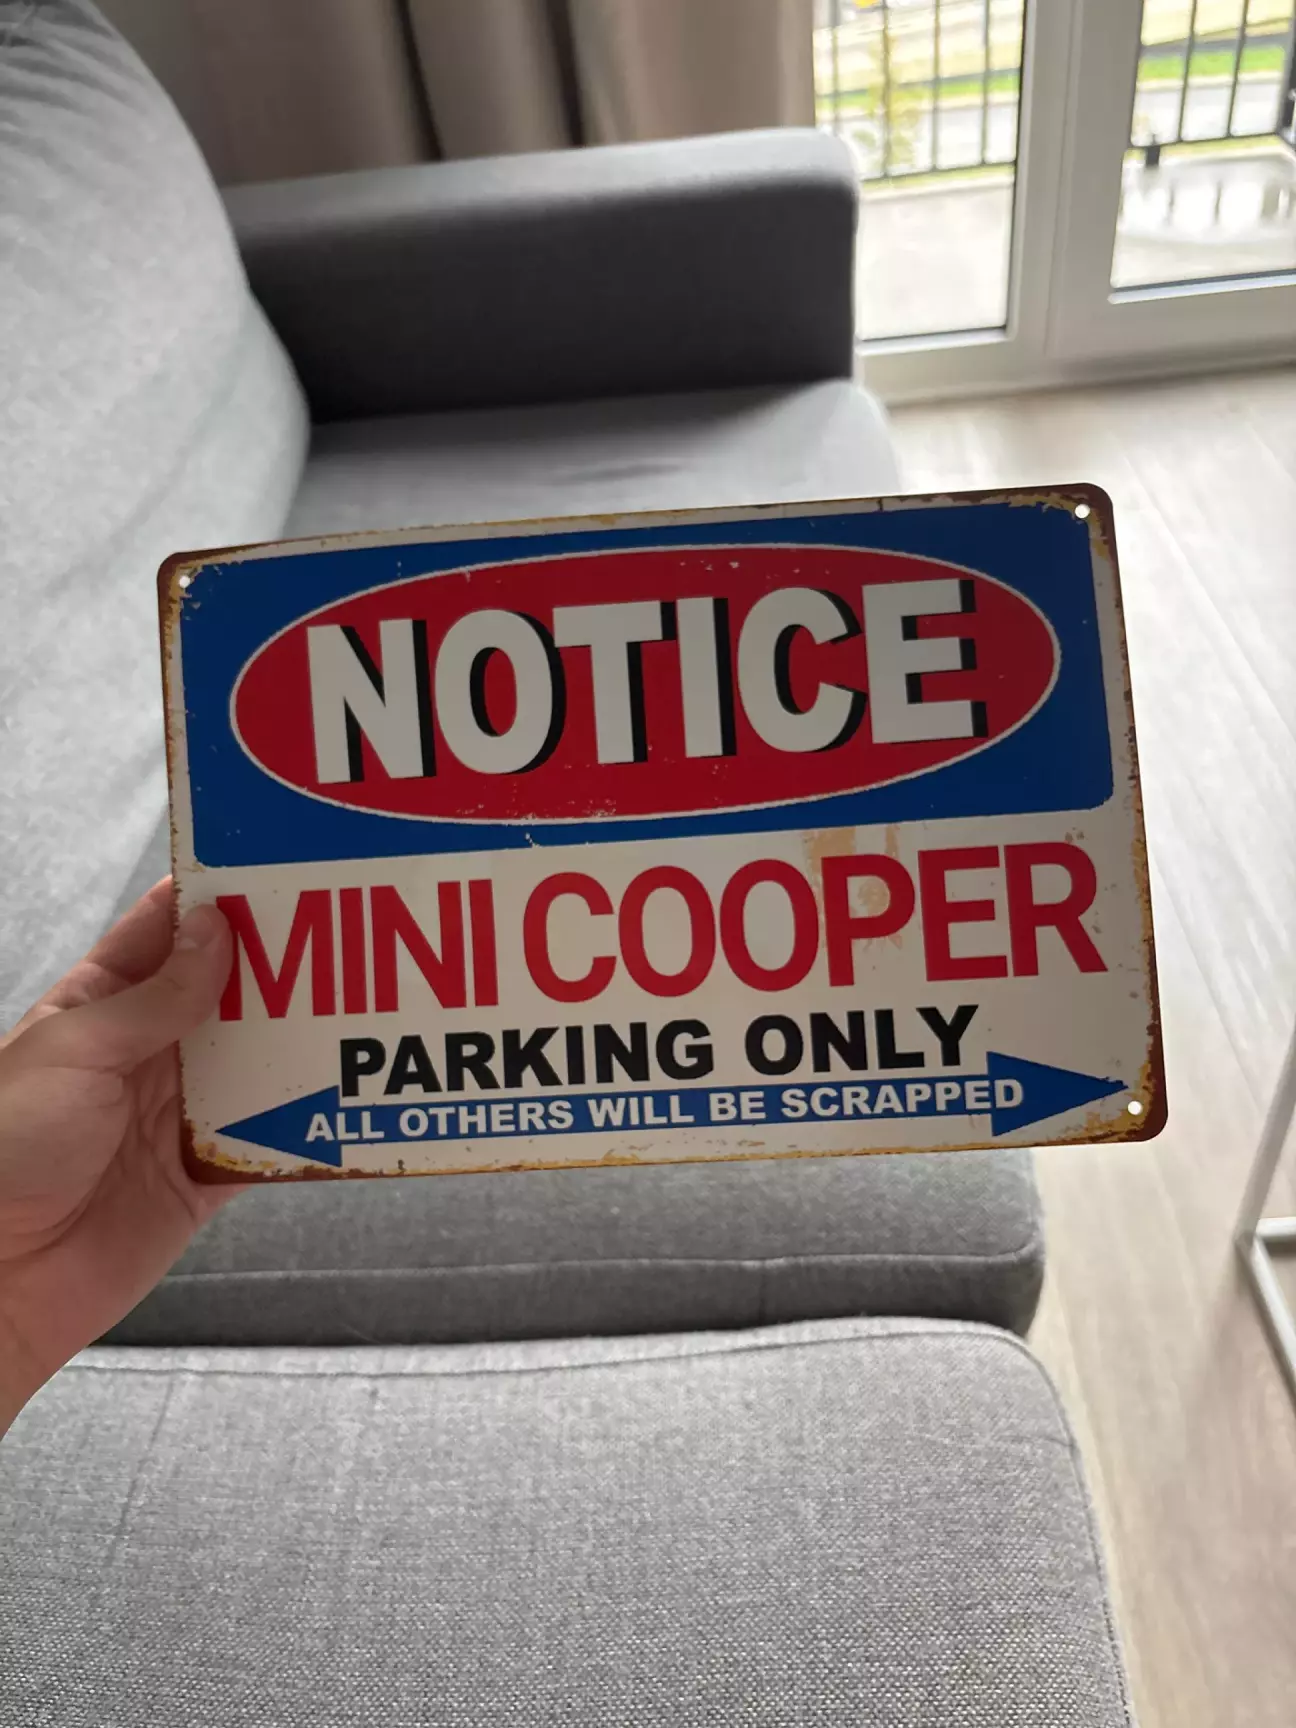 NOTICE
MINI COOPER
PARKING ONLY
ALL OTHERS WILL BE SCRAPPED